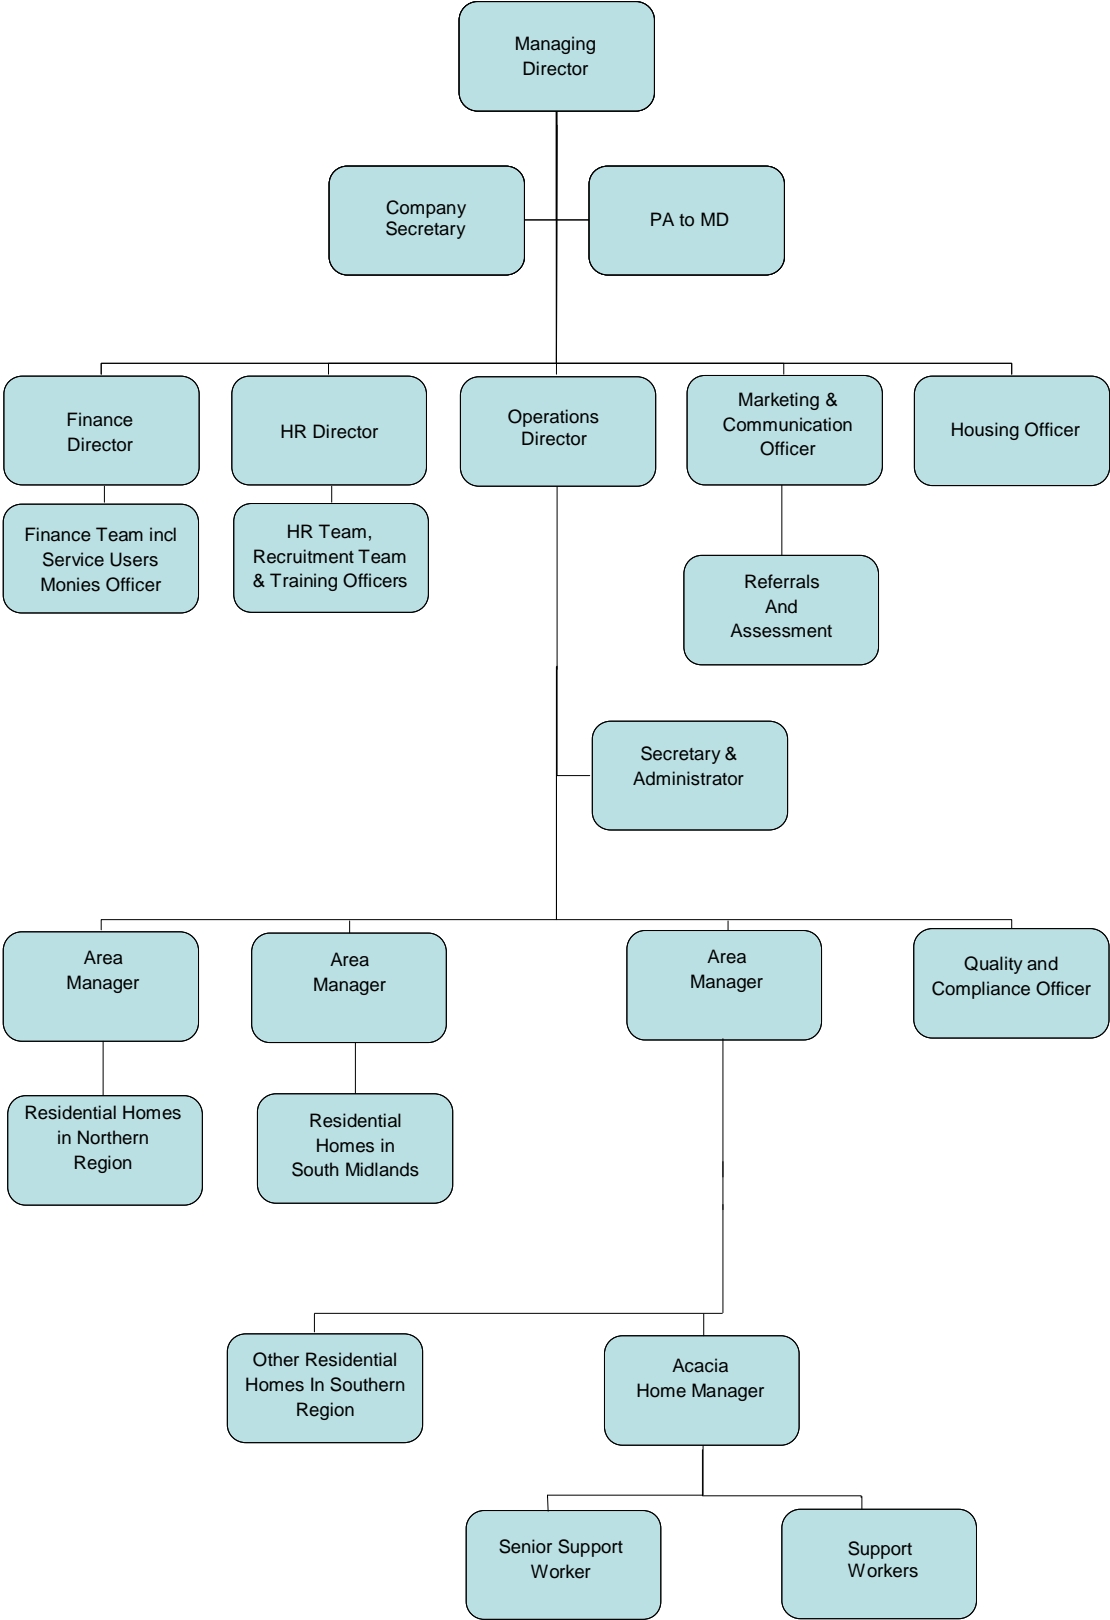 Managing
Director
Company
Secretary
PA to MD
Finance
Director
HR Director
Operations
Director
Marketing &
Communication
Officer
Housing Officer
Finance Team incl
Service Users
Monies Officer
HR Team,
Recruitment Team
& Training Officers
Referrals
And
Assessment
Secretary &
Administrator
Area
Manager
Area
Manager
Area
Manager
Quality and
Compliance Officer
Residential Homes
in Northern
Region
Residential
Homes in
South Midlands
Other Residential
Homes In Southern
Region
Acacia
Home Manager
Senior Support
Worker
Support
Workers